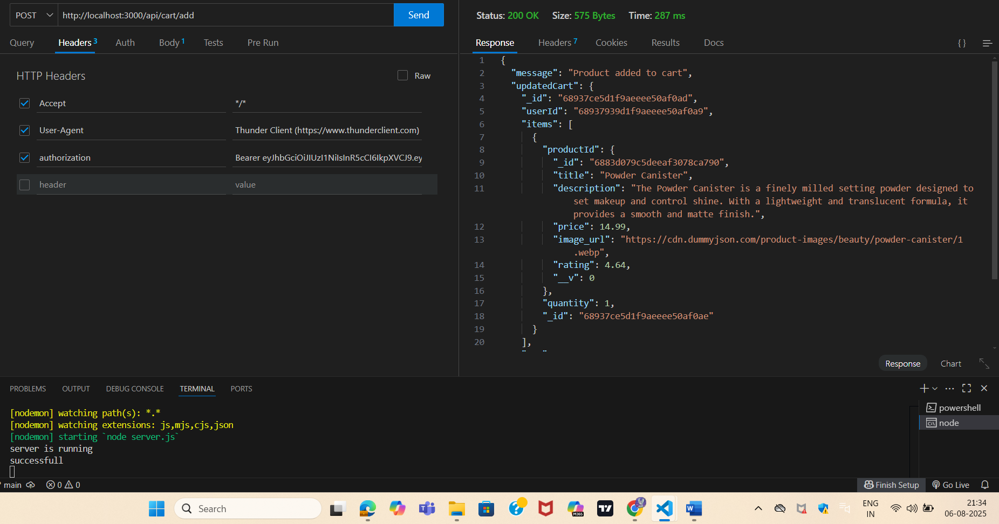 POST
http://localhost:3000/api/cart/add
Send
Query
Headers 3
Auth
Body 1
Tests
Pre Run
HTTP Headers
Raw
Accept
*/*
User-Agent
Thunder Client (https://www.thunderclient.com)
authorization
Bearer eyJhbGciOiJIUzI1NiIsInR5cCI6IkpXVCJ9.ey
header
value
Status: 200 OK
Size: 575 Bytes
Time: 287 ms
Response
Headers 7
Cookies
Results
Docs
{ }
1 {
2 "message": "Product added to cart",
3 "updatedCart": {
4 "_id": "68937ce5d1f9aeeee50af0ad",
5 "userId": "68937939d1f9aeeee50af0a9",
6 "items": [
7 {
8 "productId": {
9 "_id": "6883d079c5deeaf3078ca790",
10 "title": "Powder Canister",
11 "description": "The Powder Canister is a finely milled setting powder designed to
set makeup and control shine. With a lightweight and translucent formula, it
provides a smooth and matte finish.",
12 "price": 14.99,
13 "image_url": "https://cdn.dummyjson.com/product-images/beauty/powder-canister/1
.webp",
14 "rating": 4.64,
15 "__v": 0
16 },
17 "quantity": 1,
18 "_id": "68937ce5d1f9aeeee50af0ae"
19 }
20 ],
Response
Chart
PROBLEMS
OUTPUT
DEBUG CONSOLE
TERMINAL
PORTS
[nodemon] watching path(s): *.*
[nodemon] watching extensions: js,mjs,cjs,json
[nodemon] starting `node server.js`
server is running
successfull
powershell
node
main
0
0
Finish Setup
Go Live
Search
M365
ENG
IN
21:34
06-08-2025